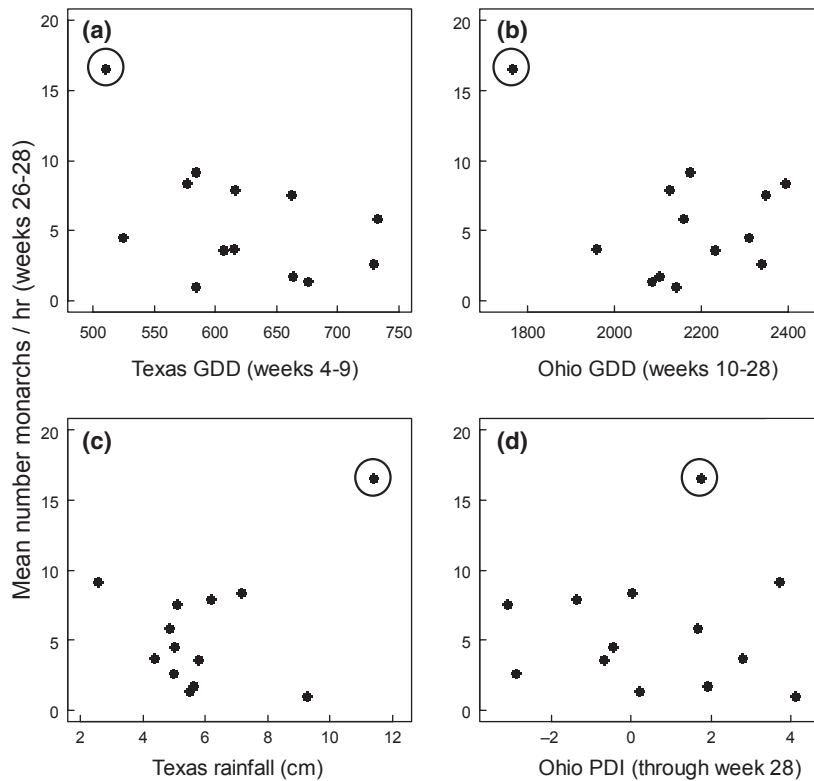 Mean number monarchs / hr (weeks 26-28)
(a)
20
15
10
5
0
500 550 600 650 700 750
Texas GDD (weeks 4-9)
(b)
20
15
10
5
0
1800 2000 2200 2400
Ohio GDD (weeks 10-28)
(c)
20
15
10
5
0
2 4 6 8 10 12
Texas rainfall (cm)
(d)
20
15
10
5
0
−2 0 2 4
Ohio PDI (through week 28)